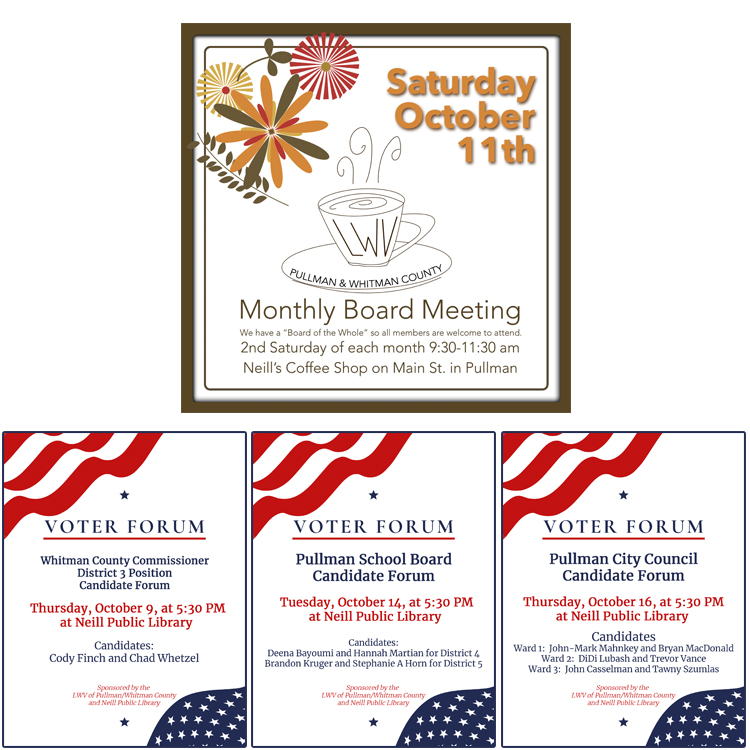 Saturday
October
11th
LWV
PULLMAN & WHITMAN COUNTY
Monthly Board Meeting
We have a "Board of the Whole" so all members are welcome to attend.
2nd Saturday of each month 9:30-11:30 am
Neill's Coffee Shop on Main St. in Pullman
VOTER FORUM
Whitman County Commissioner
District 3 Position
Candidate Forum
Thursday, October 9, at 5:30 PM
at Neill Public Library
Candidates:
Cody Finch and Chad Whetzel
Sponsored by the
LWV of Pullman/Whitman County
and Neill Public Library
VOTER FORUM
Pullman School Board
Candidate Forum
Tuesday, October 14, at 5:30 PM
at Neill Public Library
Candidates:
Deena Bayoumi and Hannah Martian for District 4
Brandon Kruger and Stephanie A Horn for District 5
Sponsored by the
LWV of Pullman/Whitman County
and Neill Public Library
VOTER FORUM
Pullman City Council
Candidate Forum
Thursday, October 16, at 5:30 PM
at Neill Public Library
Candidates
Ward 1: John-Mark Mahnkey and Bryan MacDonald
Ward 2: DiDi Lubash and Trevor Vance
Ward 3: John Casselman and Tawny Szumlas
Sponsored by the
LWV of Pullman/Whitman County
and Neill Public Library